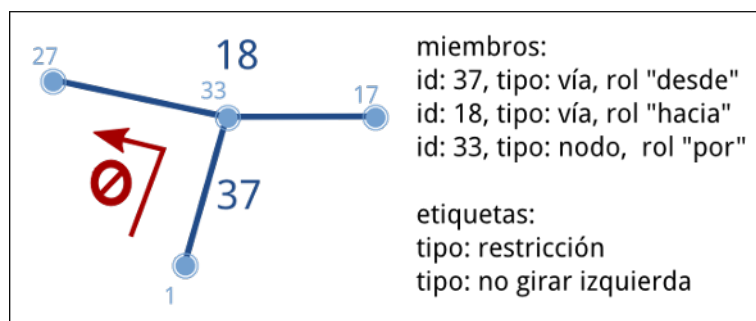 27
18
33
17
37
1
miembros:
id: 37, tipo: vía, rol "desde"
id: 18, tipo: vía, rol "hacia"
id: 33, tipo: nodo, rol "por"
etiquetas:
tipo: restricción
tipo: no girar izquierda